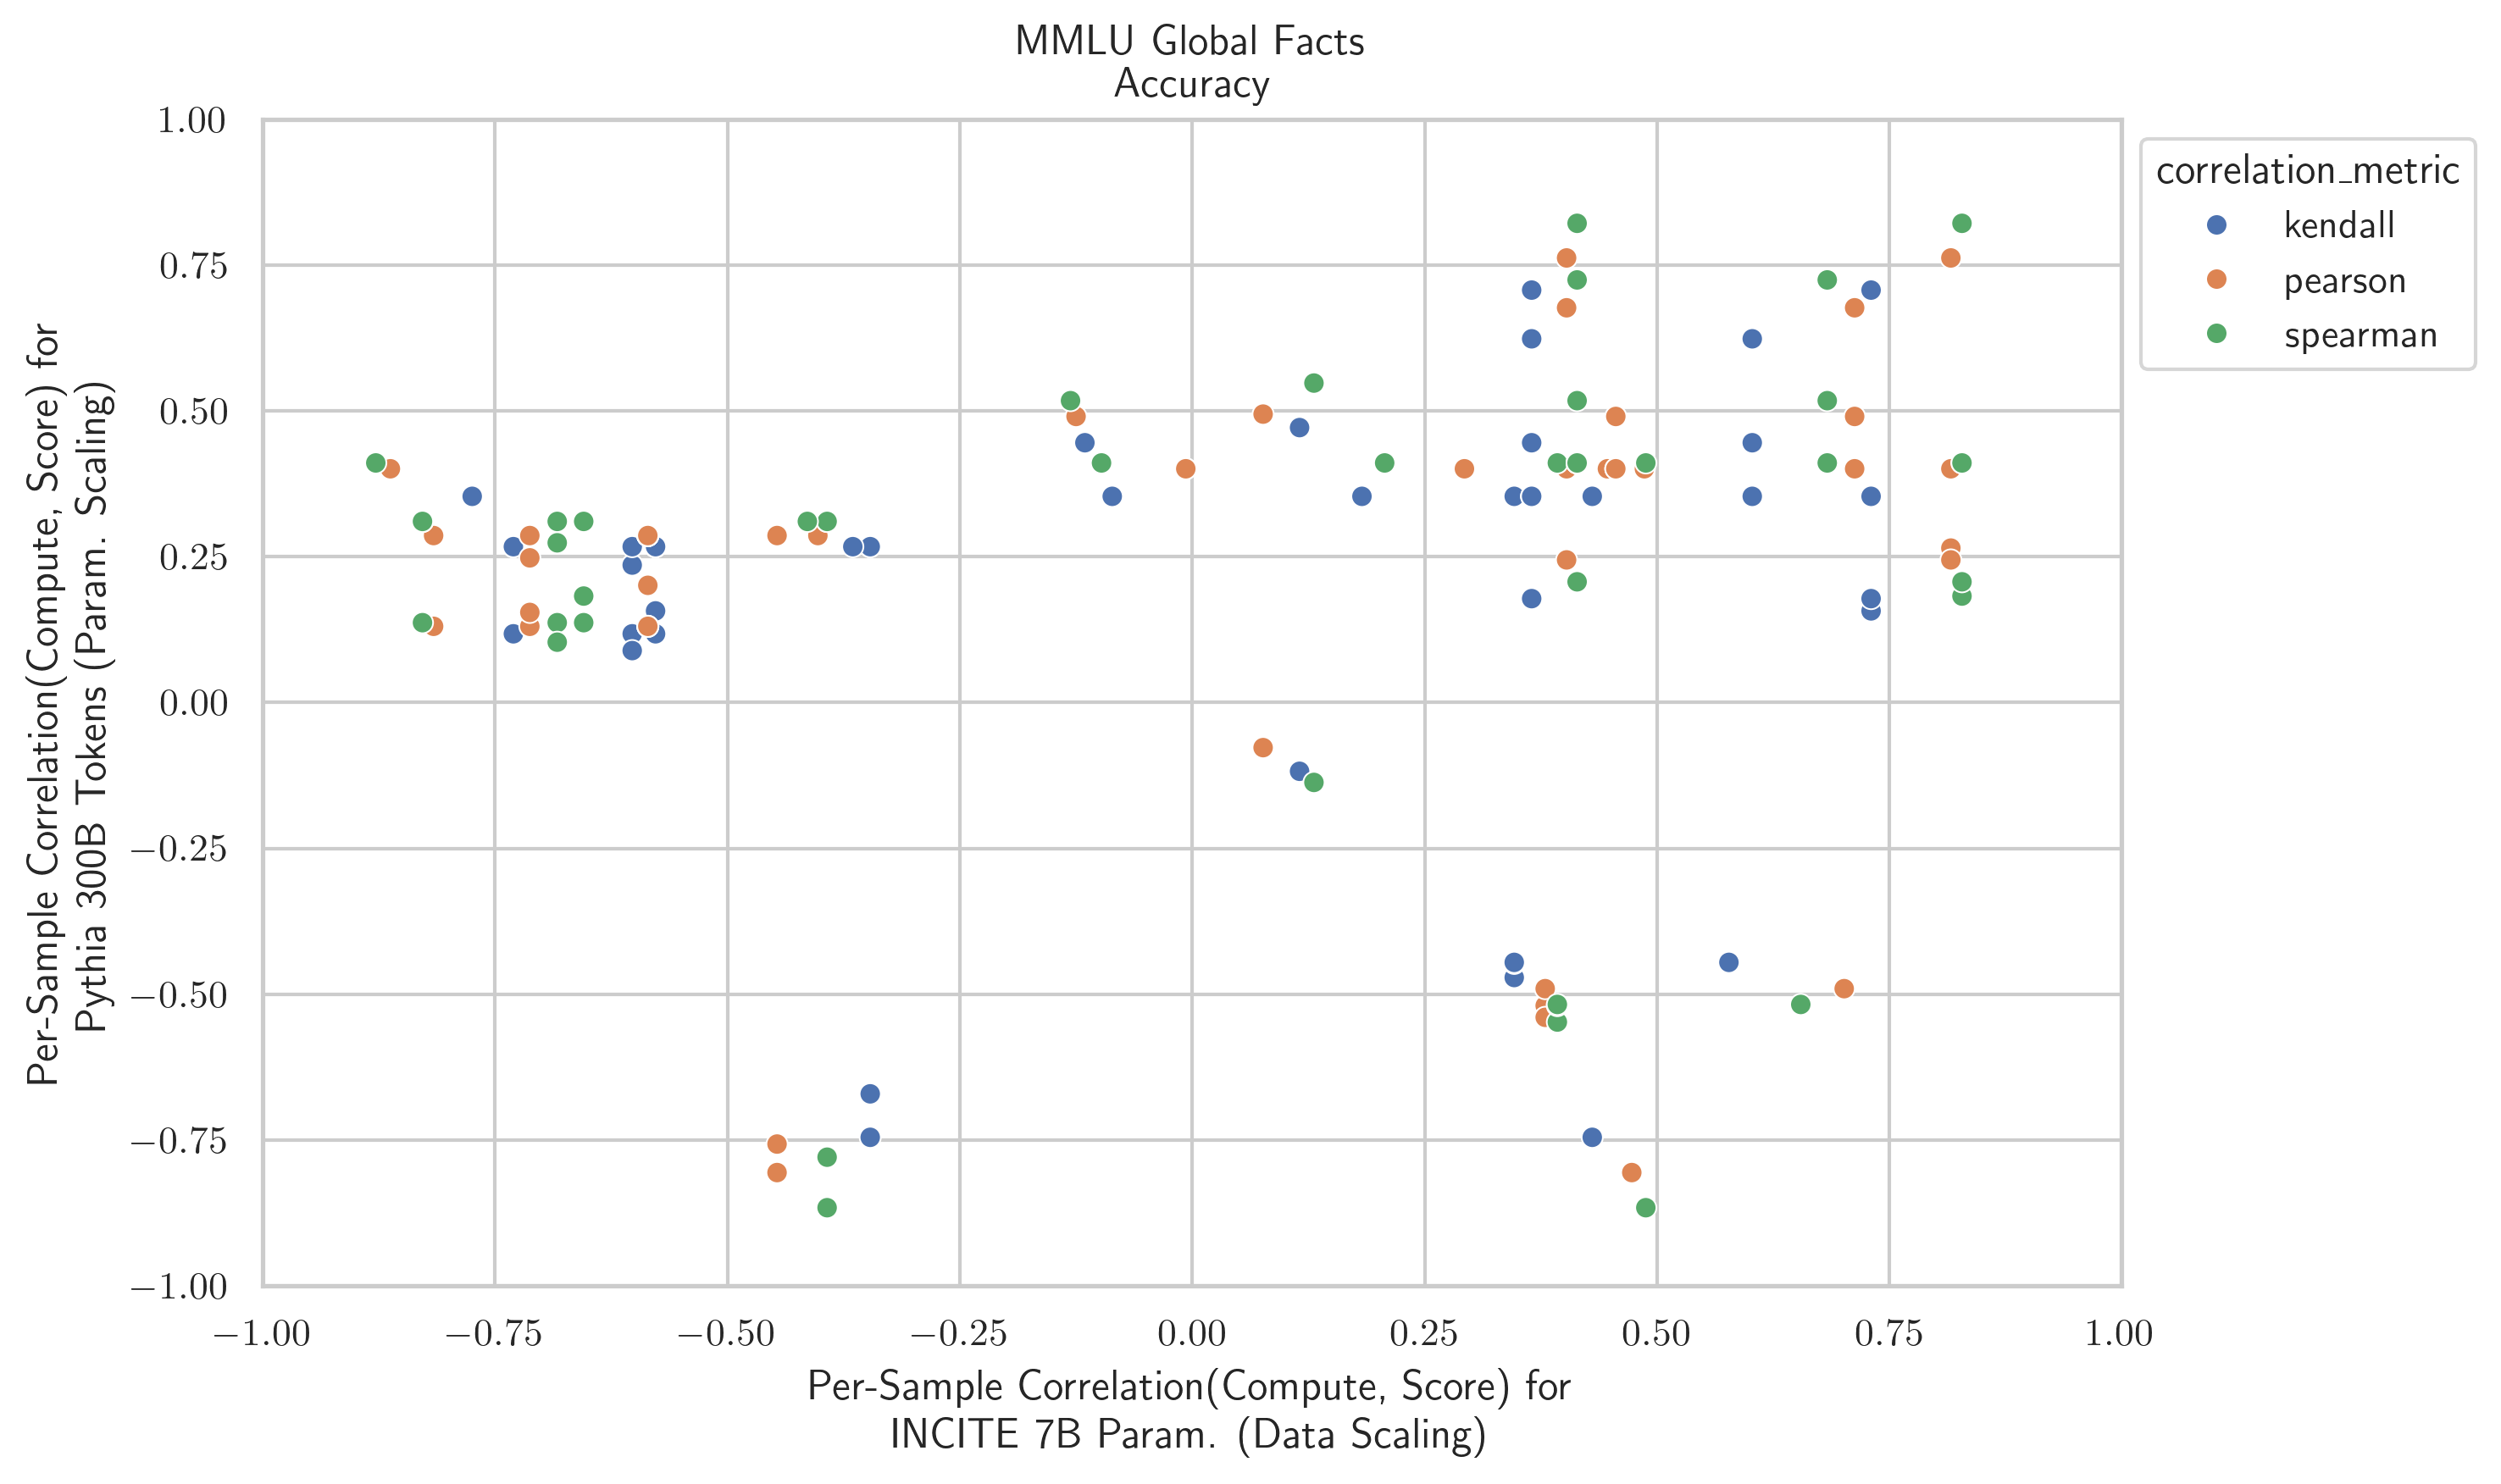 MMLU Global Facts
Accuracy
1.00
0.75
0.50
0.25
0.00
−0.25
−0.50
−0.75
−1.00
Per-Sample Correlation(Compute, Score) for
Pythia 300B Tokens (Param. Scaling)
correlation_metric
kendall
pearson
spearman
−1.00
−0.75
−0.50
−0.25
0.00
0.25
0.50
0.75
1.00
Per-Sample Correlation(Compute, Score) for
INCITE 7B Param. (Data Scaling)